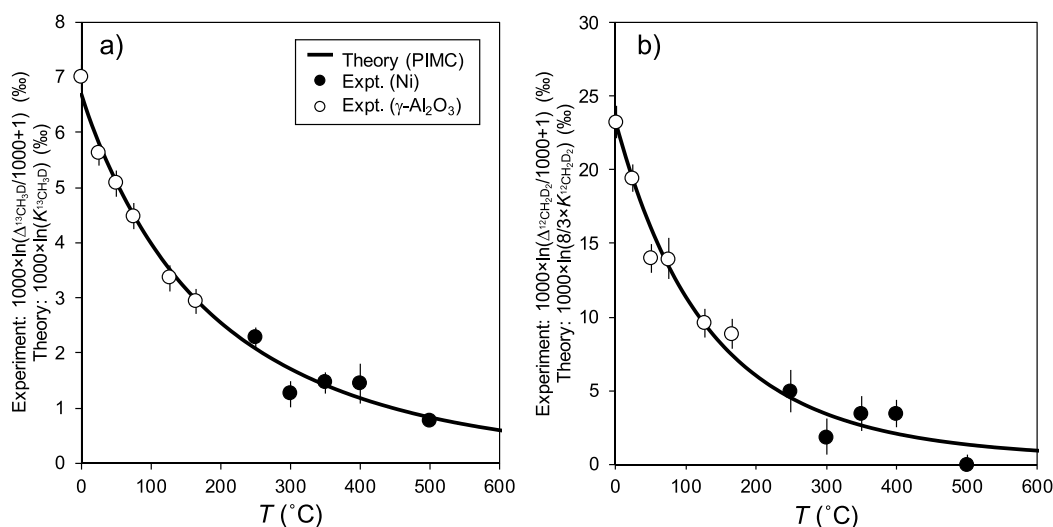 a)
Theory (PIMC)
Expt. (Ni)
Expt. (γ-Al₂O₃)
Experiment: 1000×ln(Δ¹³CH₃D/1000+1) (‰)
Theory: 1000×ln(K¹³CH₃D) (‰)
8
7
6
5
4
3
2
1
0
0 100 200 300 400 500 600
T (˚C)
b)
Experiment: 1000×ln(Δ¹²CH₂D₂/1000+1) (‰)
Theory: 1000×ln(8/3×K¹²CH₂D₂) (‰)
30
25
20
15
10
5
0
0 100 200 300 400 500 600
T (˚C)